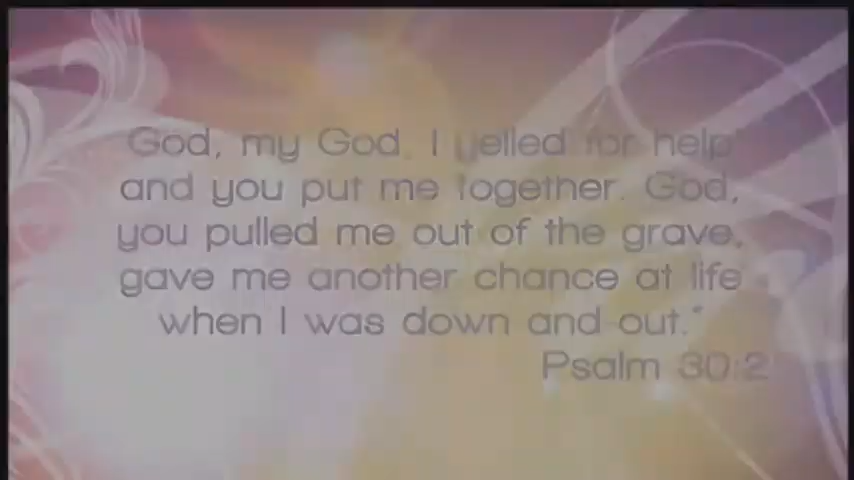 God, my God, I yelled for help
and you put me together. God,
you pulled me out of the grave,
gave me another chance at life
when I was down and out."
Psalm 30:2